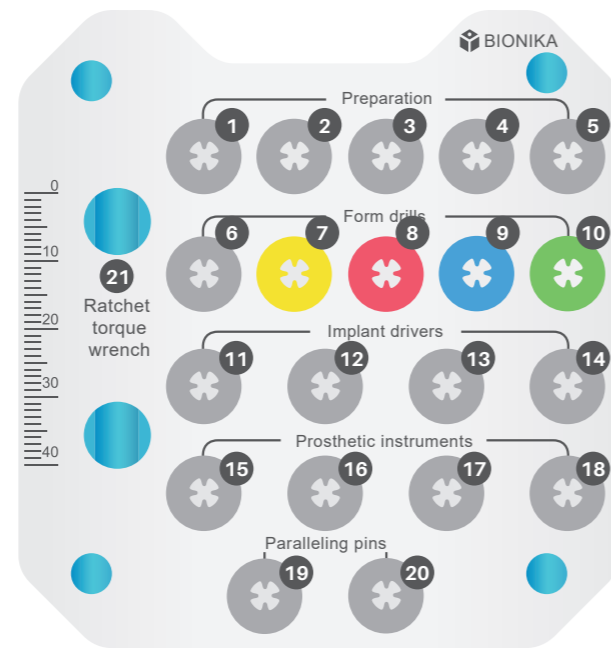 BIONIKA
Preparation
1 2 3 4 5
0
Form drills
6 7 8 9 10
10
21
Ratchet
torque
wrench
20
Implant drivers
11 12 13 14
30
Prosthetic instruments
40
15 16 17 18
Paralleling pins
19 20